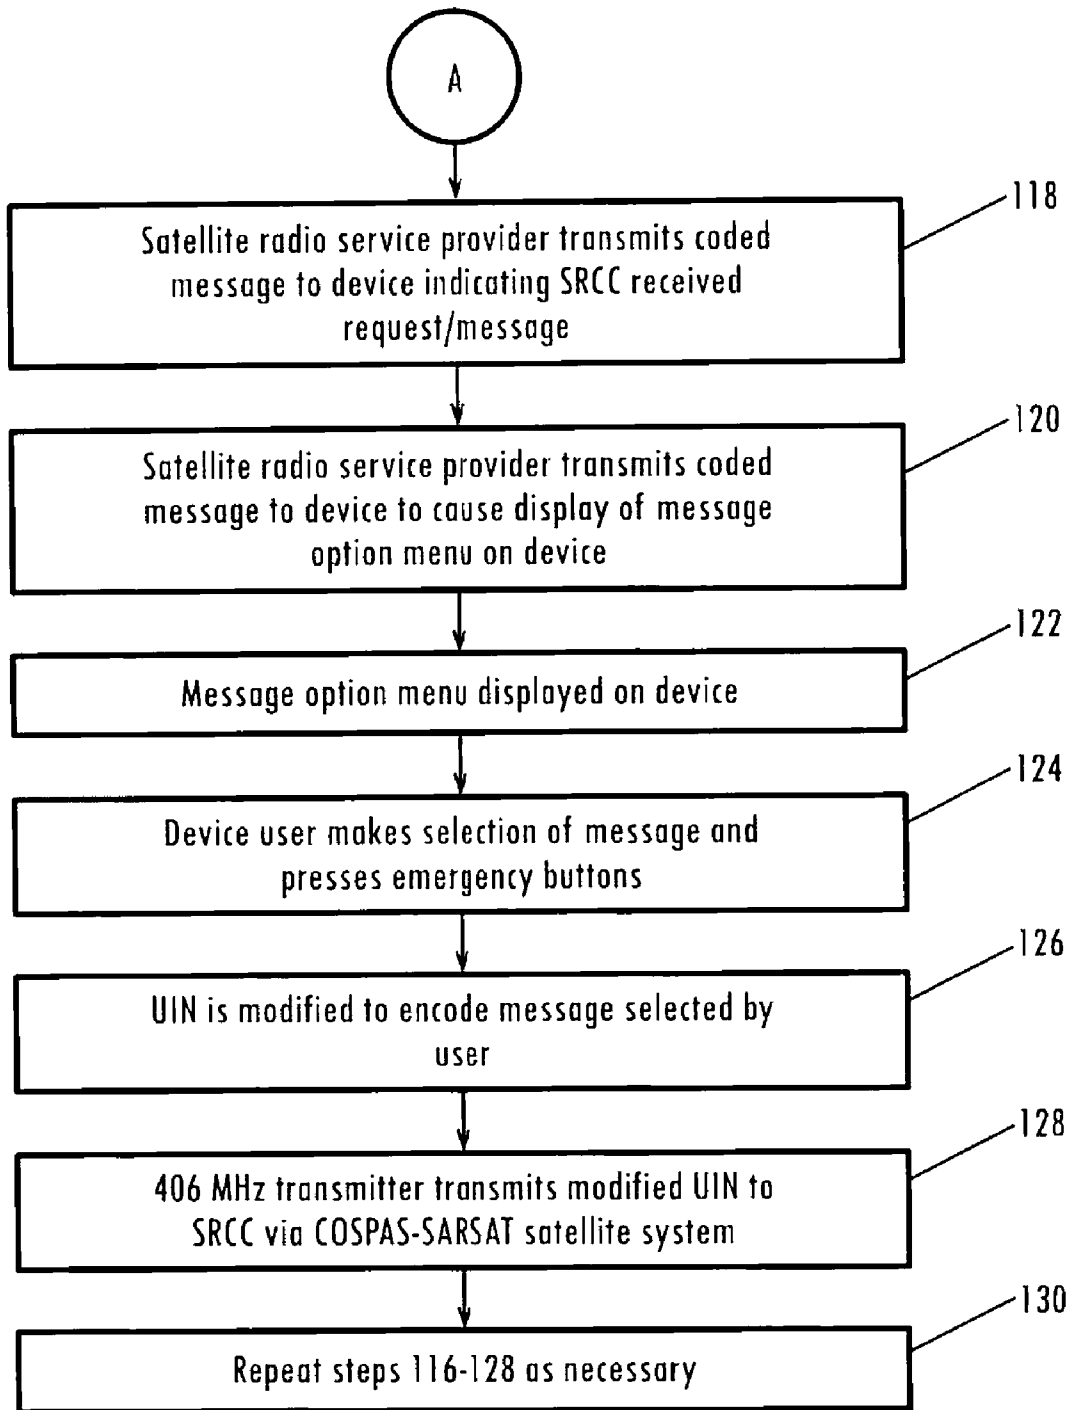 A
118
Satellite radio service provider transmits coded
message to device indicating SRCC received
request/message
120
Satellite radio service provider transmits coded
message to device to cause display of message
option menu on device
122
Message option menu displayed on device
124
Device user makes selection of message and
presses emergency buttons
126
UIN is modified to encode message selected by
user
128
406 MHz transmitter transmits modified UIN to
SRCC via COSPAS-SARSAT satellite system
130
Repeat steps 116-128 as necessary